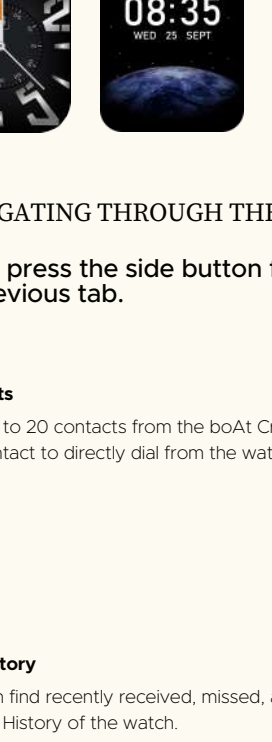 08:35
WED 25 SEPT
GATING THROUGH THE
press the side button
evious tab.
ts
to 20 contacts from the boAt Cr
ntact to directly dial from the wat
tory
n find recently received, missed,
History of the watch.